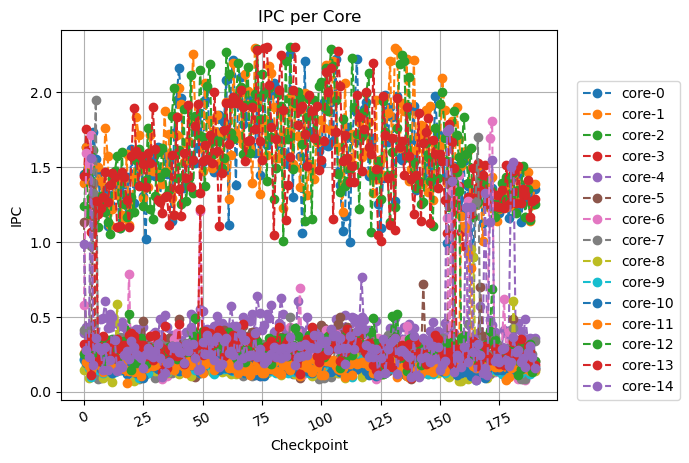 IPC per Core
IPC
2.0
1.5
1.0
0.5
0.0
0
25
50
75
100
125
150
175
Checkpoint
core-0
core-1
core-2
core-3
core-4
core-5
core-6
core-7
core-8
core-9
core-10
core-11
core-12
core-13
core-14